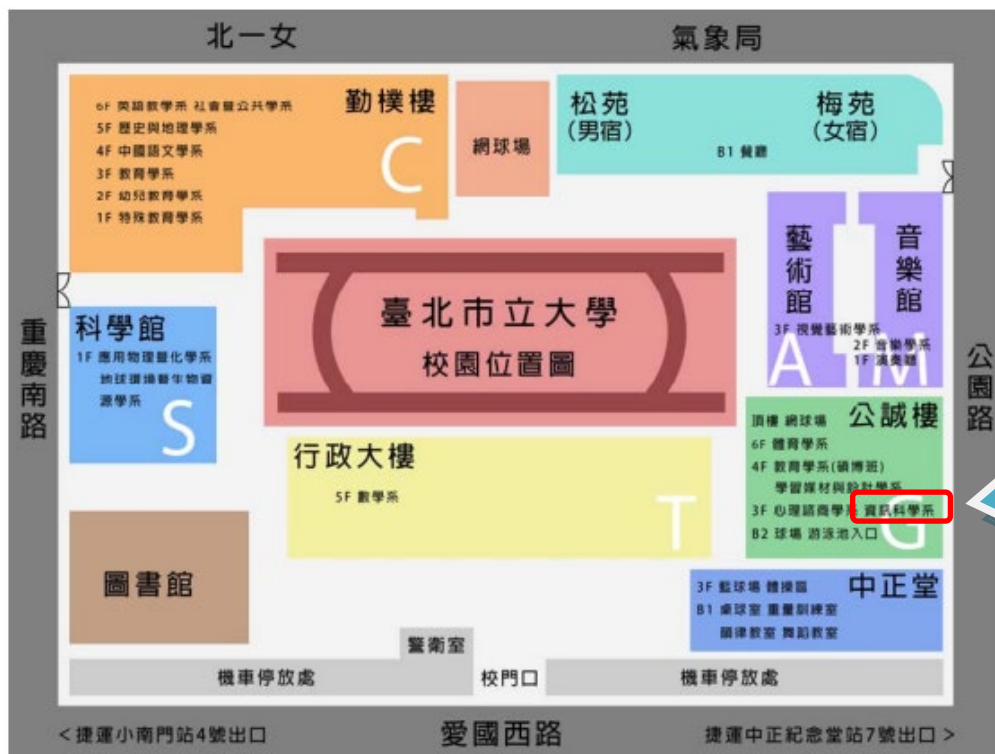 北一女
氣象局
勤樸樓
6F 英語教學系 社會暨公共學系
5F 歷史與地理學系
4F 中國語文學系
3F 教育學系
2F 幼兒教育學系
1F 特殊教育學系
C
網球場
松苑
(男宿)
梅苑
(女宿)
B1 餐廳
藝術館
3F 視覺藝術學系
A
音樂館
2F 音樂學系
1F 演奏廳
M
臺北市立大學
校園位置圖
重慶南路
公園路
科學館
1F 應用物理暨化學系
地球環境暨生物資
源學系
S
行政大樓
5F 數學系
T
公誠樓
頂樓 網球場
6F 體育學系
4F 教育學系(碩博班)
學習媒材與設計學系
3F 心理諮商學系 資訊科學系
B2 球場 游泳池入口
G
圖書館
中正堂
3F 籃球場 體操區
B1 桌球室 重量訓練室
韻律教室 舞蹈教室
警衛室
機車停放處
校門口
機車停放處
<捷運小南門站4號出口
愛國西路
捷運中正紀念堂站7號出口>